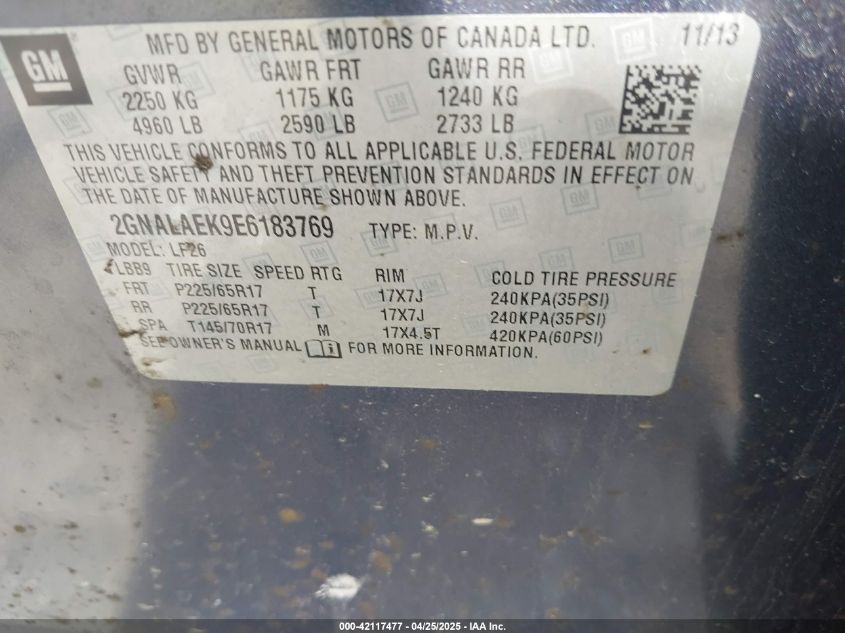 GM
MFD BY GENERAL MOTORS OF CANADA LTD. 11/13
GVWR GAWR FRT GAWR RR
2250 KG 1175 KG 1240 KG
4960 LB 2590 LB 2733 LB
THIS VEHICLE CONFORMS TO ALL APPLICABLE U.S. FEDERAL MOTOR
VEHICLE SAFETY AND THEFT PREVENTION STANDARDS IN EFFECT ON
THE DATE OF MANUFACTURE SHOWN ABOVE.
2GNALAEK9E6183769 TYPE: M.P.V.
MODEL: LF26
LBB9 TIRE SIZE SPEED RTG RIM COLD TIRE PRESSURE
FRT P225/65R17 T 17X7J 240KPA(35PSI)
RR P225/65R17 T 17X7J 240KPA(35PSI)
SPA T145/70R17 M 17X4.5T 420KPA(60PSI)
SEE OWNER'S MANUAL FOR MORE INFORMATION.
000-42117477 - 04/25/2025 - IAA Inc.